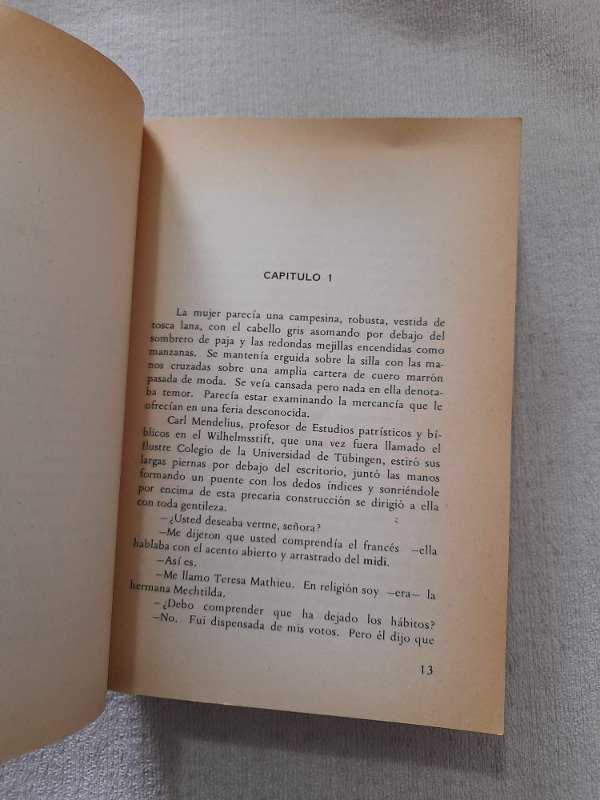 CAPITULO 1
La mujer parecía una campesina, robusta, vestida de
tosca lana, con el cabello gris asomando por debajo del
sombrero de paja y las redondas mejillas encendidas como
manzanas. Se mantenía erguida sobre la silla con las ma-
nos cruzadas sobre una amplia cartera de cuero marrón
pasada de moda. Se veía cansada pero nada en ella denota-
ba temor. Parecía estar examinando la mercancía que le
ofrecían en una feria desconocida.
Carl Mendelius, profesor de Estudios patrísticos y bí-
blicos en el Wilhelmsstift, que una vez fuera llamado el
Ilustre Colegio de la Universidad de Tübingen, estiró sus
largas piernas por debajo del escritorio, juntó las manos
formando un puente con los dedos índices y sonriéndole
por encima de esta precaria construcción se dirigió a ella
con toda gentileza.
—¿Usted deseaba verme, señora?
—Me dijeron que usted comprendía el francés —ella
hablaba con el acento abierto y arrastrado del midi.
—Así es.
—Me llamo Teresa Mathieu. En religión soy —era— la
hermana Mechtilda.
—¿Debo comprender que ha dejado los hábitos?
—No. Fui dispensada de mis votos. Pero él dijo que
13